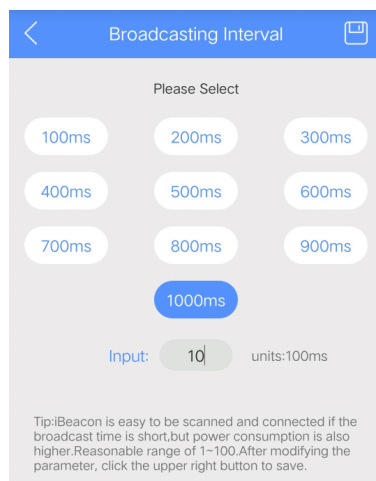 Broadcasting Interval
Please Select
100ms 200ms 300ms
400ms 500ms 600ms
700ms 800ms 900ms
1000ms
Input: 10 units:100ms
Tip:iBeacon is easy to be scanned and connected if the
broadcast time is short,but power consumption is also
higher.Reasonable range of 1~100.After modifying the
parameter, click the upper right button to save.